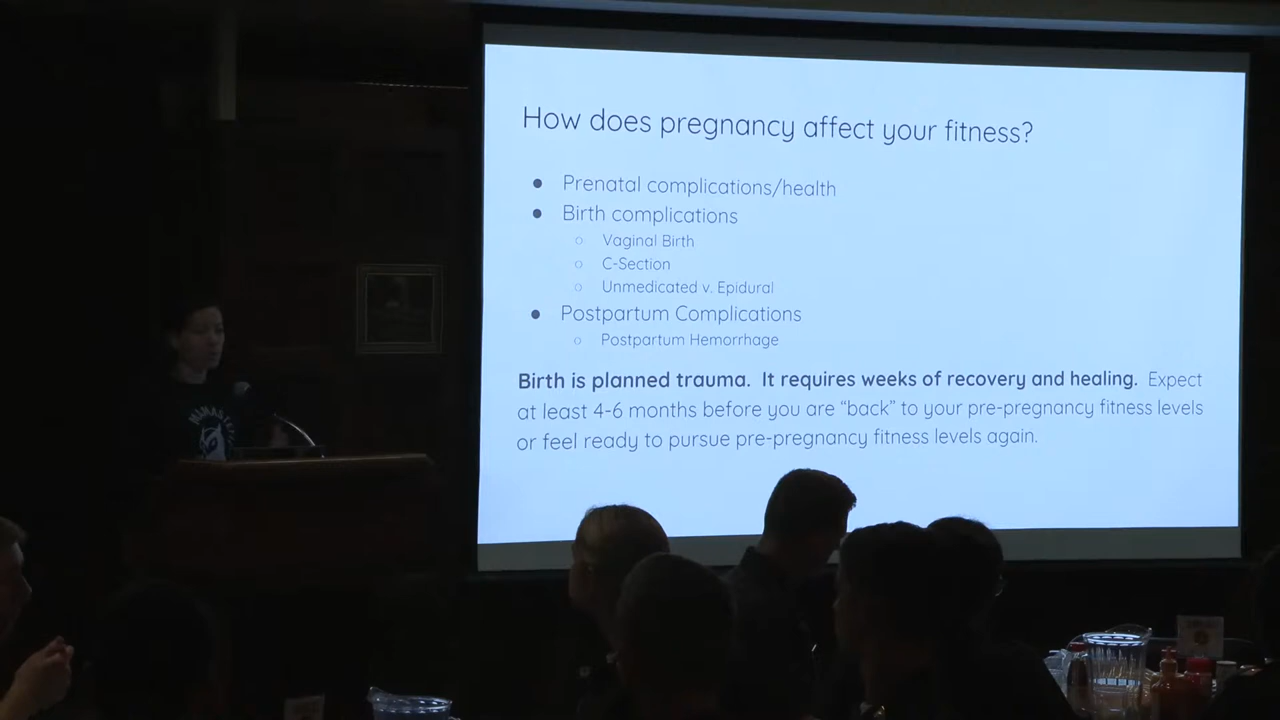 How does pregnancy affect your fitness?
● Prenatal complications/health
● Birth complications
○ Vaginal Birth
○ C-Section
○ Unmedicated v. Epidural
● Postpartum Complications
○ Postpartum Hemorrhage
Birth is planned trauma. It requires weeks of recovery and healing. Expect
at least 4-6 months before you are “back” to your pre-pregnancy fitness levels
or feel ready to pursue pre-pregnancy fitness levels again.